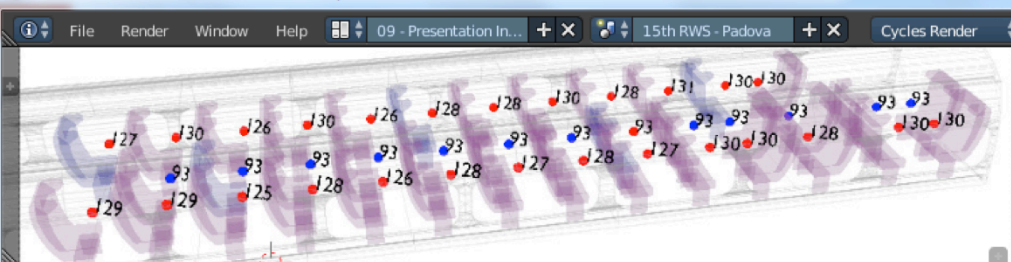 File Render Window Help 09 - Presentation In... 15th RWS - Padova Cycles Render
127 130 126 130 126 128 128 130 128 131 130 130
93 93 93 93 93 93 93 93 93 93 93 93 93
129 129 125 128 126 128 127 128 127 130 130 128 130 130